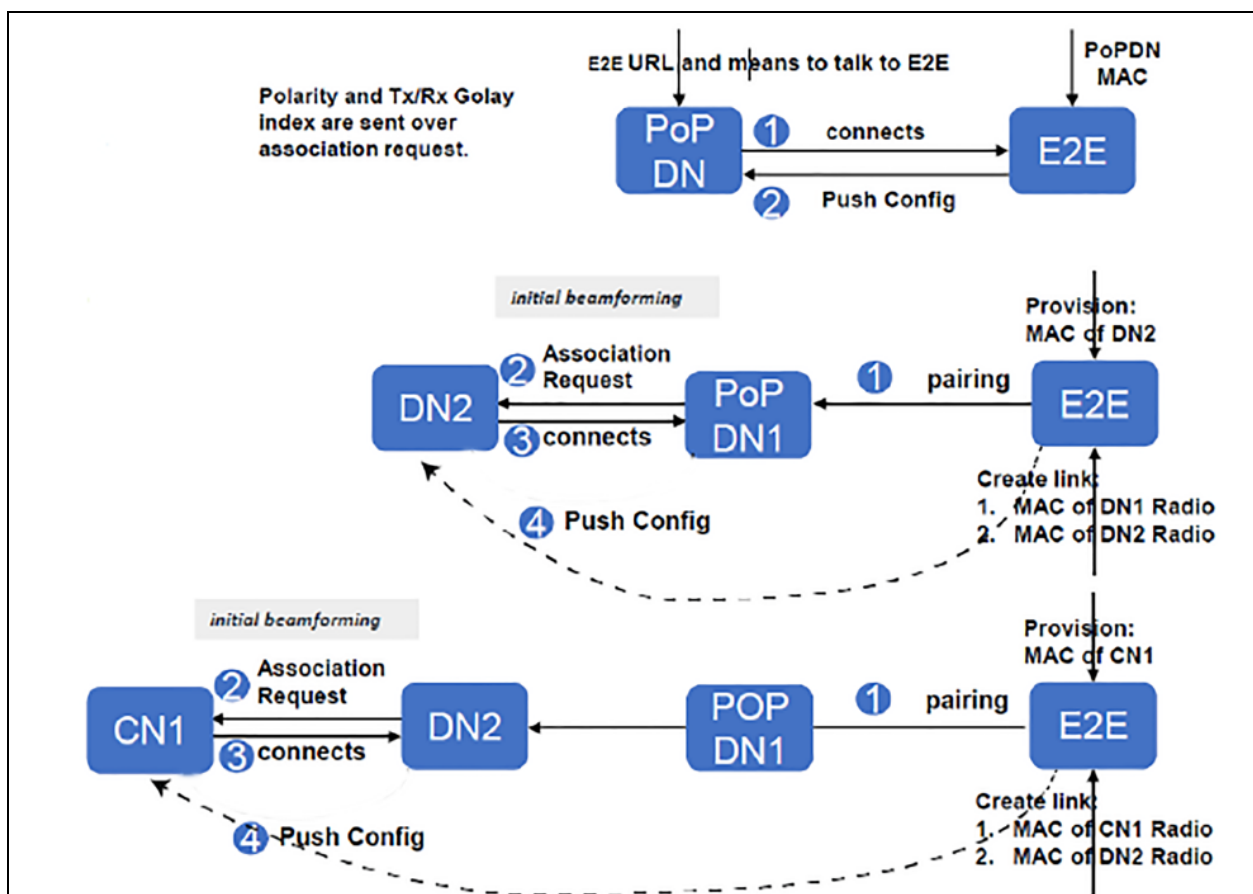 E2E URL and means to talk to E2E
PoPDN
MAC
Polarity and Tx/Rx Golay
index are sent over
association request.
PoP
DN
1 connects
2 Push Config
E2E
initial beamforming
Provision:
MAC of DN2
DN2
2 Association
Request
3 connects
PoP
DN1
1 pairing
E2E
4 Push Config
Create link:
1. MAC of DN1 Radio
2. MAC of DN2 Radio
initial beamforming
Provision:
MAC of CN1
CN1
2 Association
Request
3 connects
DN2
POP
DN1
1 pairing
E2E
4 Push Config
Create link:
1. MAC of CN1 Radio
2. MAC of DN2 Radio